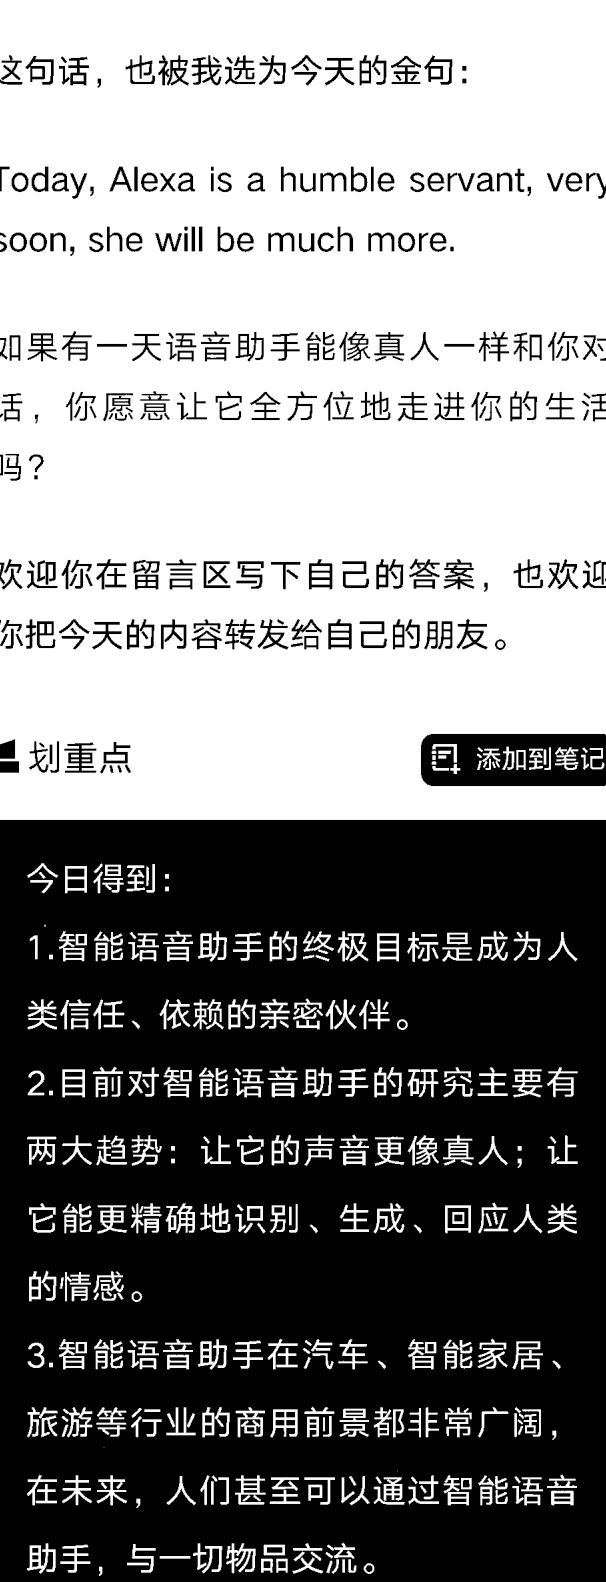 这句话，也被我选为今天的金句：
Today, Alexa is a humble servant, very
soon, she will be much more.
如果有一天语音助手能像真人一样和你对
话，你愿意让它全方位地走进你的生活
吗？
欢迎你在留言区写下自己的答案，也欢迎
你把今天的内容转发给自己的朋友。
划重点
添加到笔记
今日得到：
1.智能语音助手的终极目标是成为人
类信任、依赖的亲密伙伴。
2.目前对智能语音助手的研究主要有
两大趋势：让它的声音更像真人；让
它能更精确地识别、生成、回应人类
的情感。
3.智能语音助手在汽车、智能家居、
旅游等行业的商用前景都非常广阔，
在未来，人们甚至可以通过智能语音
助手，与一切物品交流。